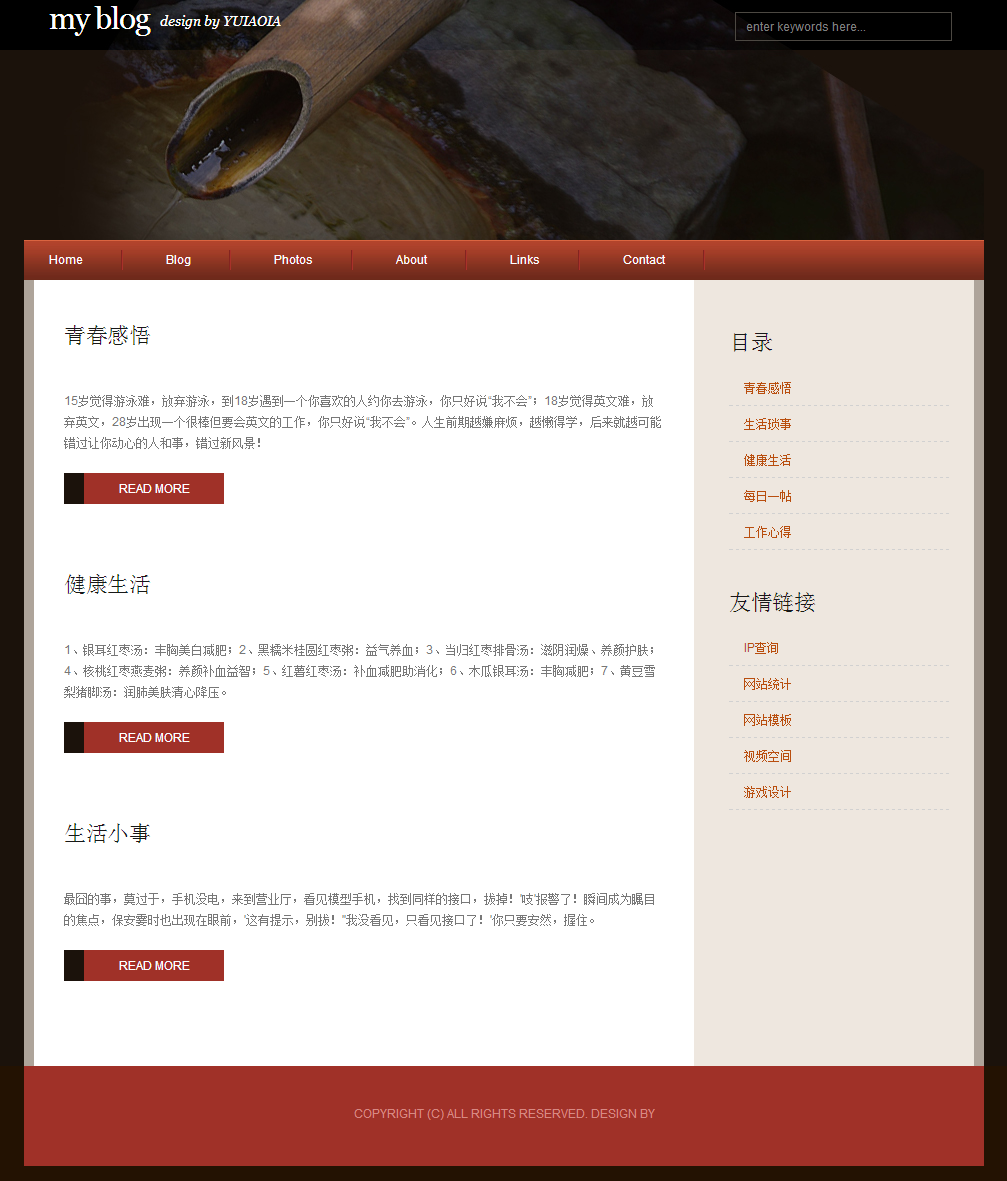 my blog design by YUIAOIA
enter keywords here...
Home Blog Photos About Links Contact
青春感悟
15岁觉得游泳难，放弃游泳，到18岁遇到一个你喜欢的人约你去游泳，你只好说“我不会”；18岁觉得英文难，放
弃英文，28岁出现一个很棒但要会英文的工作，你只好说“我不会”。人生前期越嫌麻烦，越懒得学，后来就越可能
错过让你动心的人和事，错过新风景！
READ MORE
健康生活
1、银耳红枣汤：丰胸美白减肥；2、黑糯米桂圆红枣粥：益气养血；3、当归红枣排骨汤：滋阴润燥、养颜护肤；
4、核桃红枣燕麦粥：养颜补血益智；5、红薯红枣汤：补血减肥助消化；6、木瓜银耳汤：丰胸减肥；7、黄豆雪
梨猪脚汤：润肺美肤清心降压。
READ MORE
生活小事
最囧的事，莫过于，手机没电，来到营业厅，看见模型手机，找到同样的接口，拔掉！'吱'报警了！瞬间成为瞩目
的焦点，保安霎时也出现在眼前，'这有提示，别拔！''我没看见，只看见接口了！'你只要安然，握住。
READ MORE
目录
青春感悟
生活琐事
健康生活
每日一帖
工作心得
友情链接
IP查询
网站统计
网站模板
视频空间
游戏设计
COPYRIGHT (C) ALL RIGHTS RESERVED. DESIGN BY